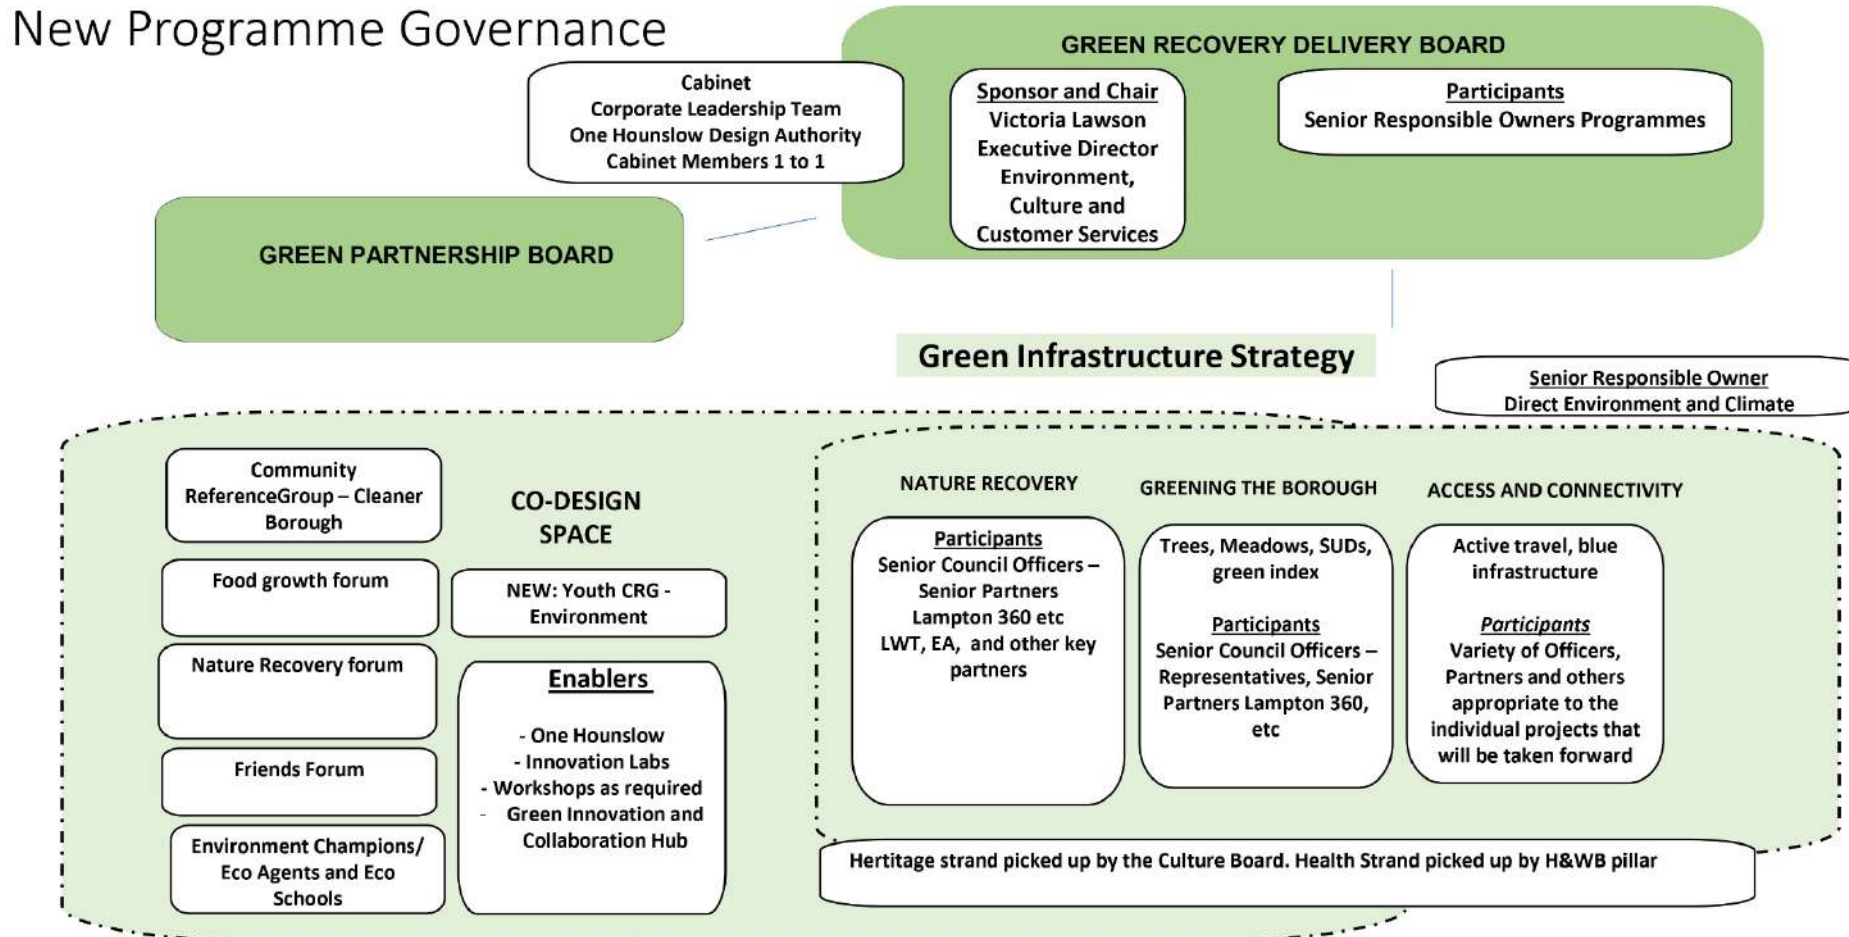 New Programme Governance
GREEN RECOVERY DELIVERY BOARD
Cabinet
Corporate Leadership Team
One Hounslow Design Authority
Cabinet Members 1 to 1
Sponsor and Chair
Victoria Lawson
Executive Director
Environment,
Culture and
Customer Services
Participants
Senior Responsible Owners Programmes
GREEN PARTNERSHIP BOARD
Green Infrastructure Strategy
Senior Responsible Owner
Direct Environment and Climate
Community
ReferenceGroup – Cleaner
Borough
Food growth forum
Nature Recovery forum
Friends Forum
Environment Champions/
Eco Agents and Eco
Schools
CO-DESIGN
SPACE
NEW: Youth CRG -
Environment
Enablers
- One Hounslow
- Innovation Labs
- Workshops as required
- Green Innovation and
Collaboration Hub
NATURE RECOVERY
Participants
Senior Council Officers –
Senior Partners
Lampton 360 etc
LWT, EA, and other key
partners
GREENING THE BOROUGH
Trees, Meadows, SUDs,
green index
Participants
Senior Council Officers –
Representatives, Senior
Partners Lampton 360,
etc
ACCESS AND CONNECTIVITY
Active travel, blue
infrastructure
Participants
Variety of Officers,
Partners and others
appropriate to the
individual projects that
will be taken forward
Hertitage strand picked up by the Culture Board. Health Strand picked up by H&WB pillar